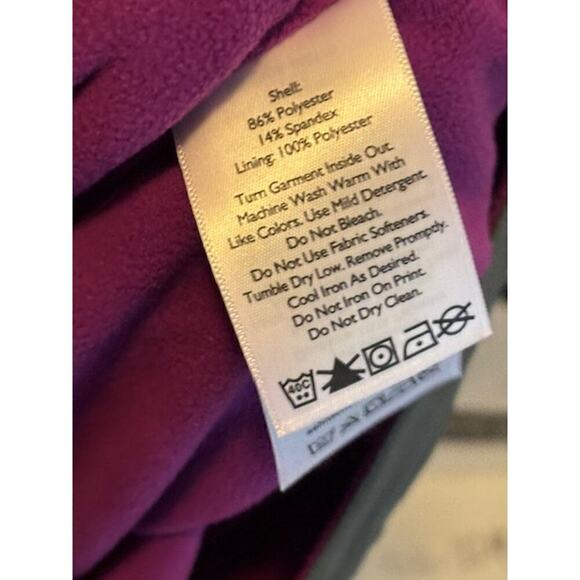 Shell:
86% Polyester
14% Spandex
Lining: 100% Polyester
Turn Garment Inside Out.
Machine Wash Warm With
Like Colors. Use Mild Detergent.
Do Not Bleach.
Do Not Use Fabric Softeners.
Tumble Dry Low. Remove Promptly.
Cool Iron As Desired.
Do Not Iron On Print.
Do Not Dry Clean.
40C